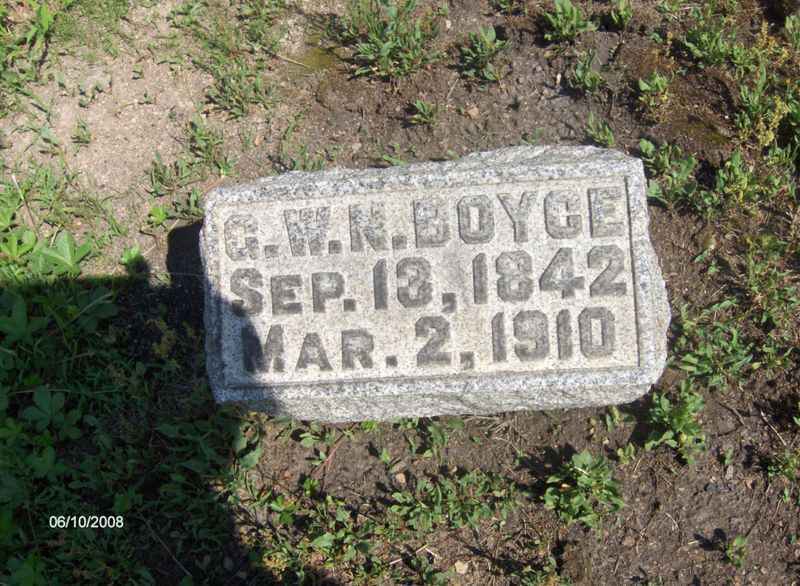 G.W.N. BOYCE
SEP. 13, 1842
MAR. 2, 1910
06/10/2008